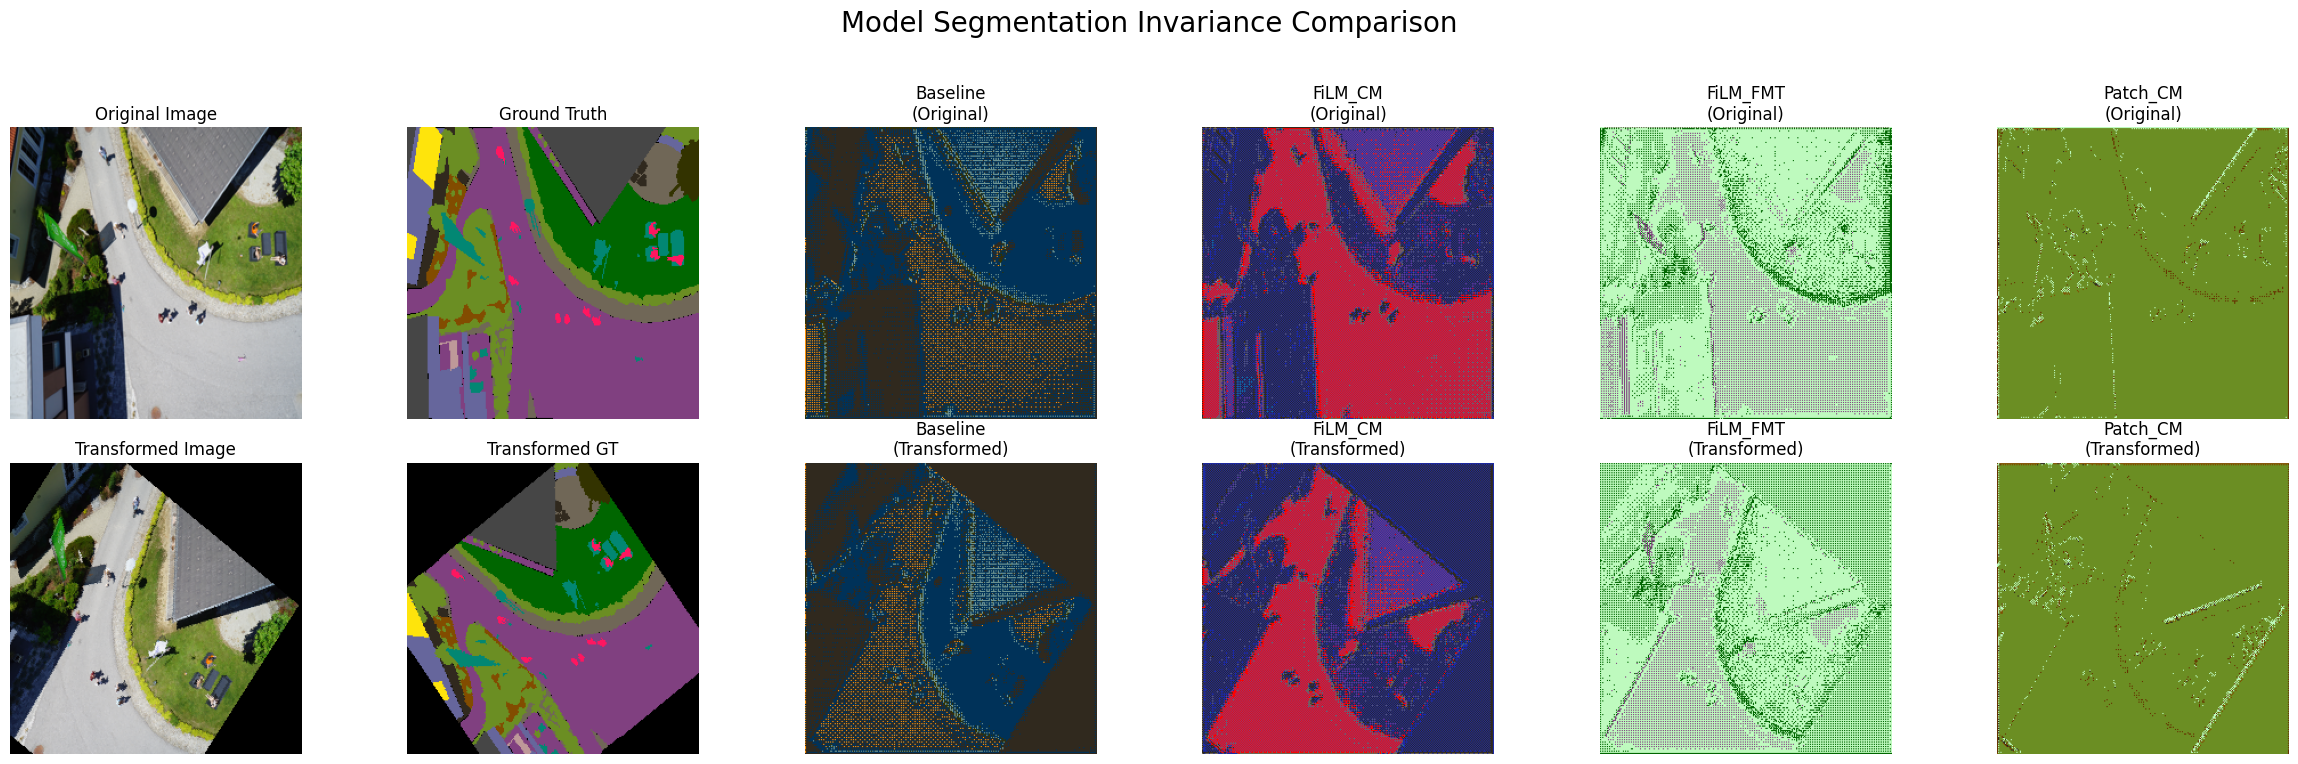 Model Segmentation Invariance Comparison
Original Image
Ground Truth
Baseline
(Original)
FiLM_CM
(Original)
FiLM_FMT
(Original)
Patch_CM
(Original)
Transformed Image
Transformed GT
Baseline
(Transformed)
FiLM_CM
(Transformed)
FiLM_FMT
(Transformed)
Patch_CM
(Transformed)